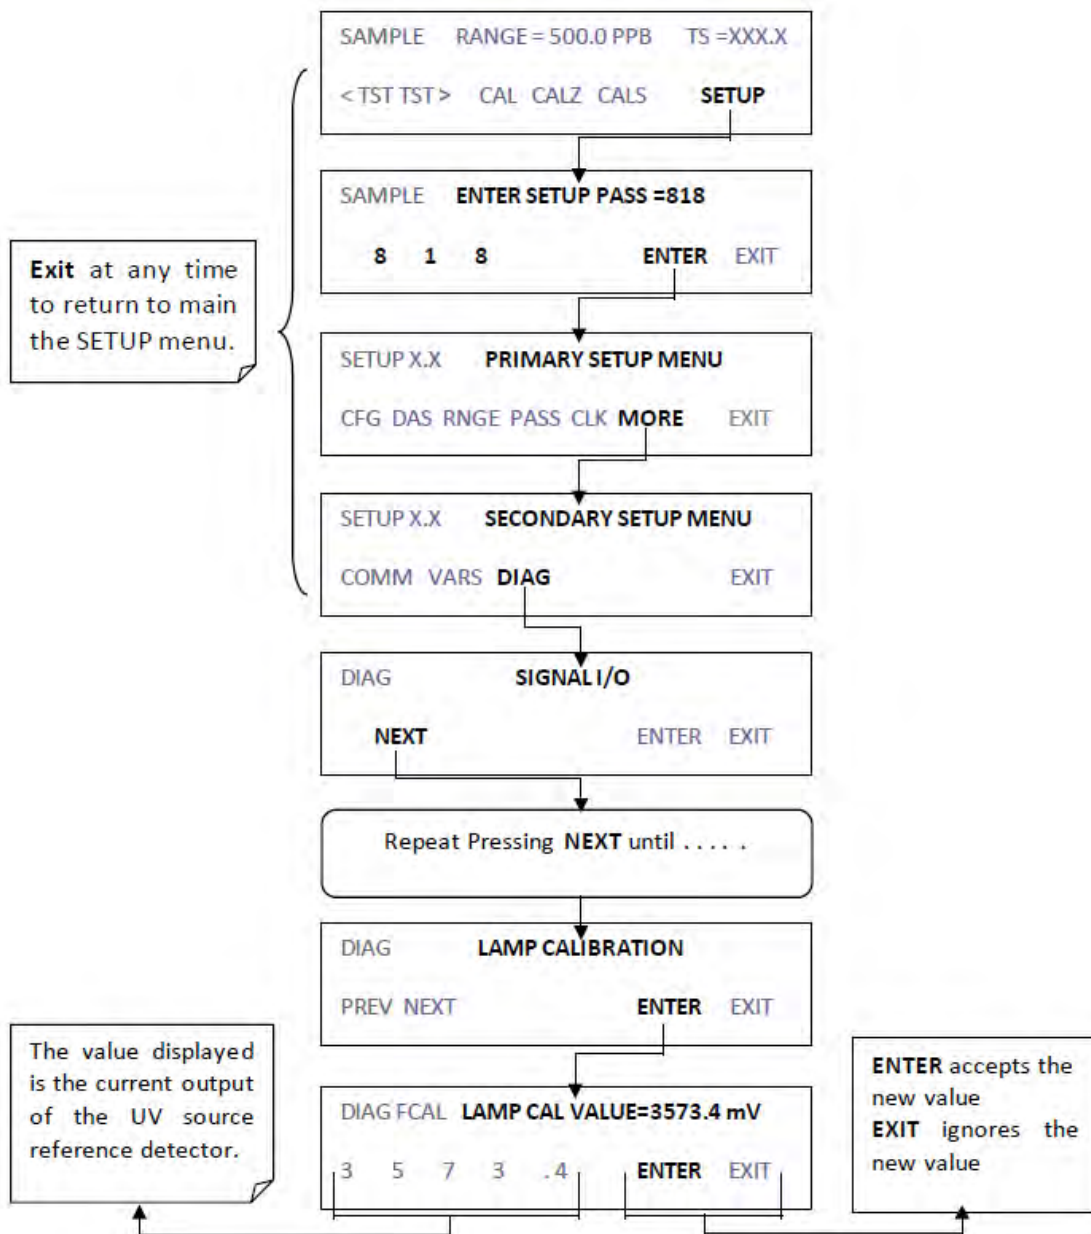 SAMPLE RANGE = 500.0 PPB TS =XXX.X
< TST TST > CAL CALZ CALS SETUP
SAMPLE ENTER SETUP PASS =818
8 1 8 ENTER EXIT
Exit at any time
to return to main
the SETUP menu.
SETUP X.X PRIMARY SETUP MENU
CFG DAS RNGE PASS CLK MORE EXIT
SETUP X.X SECONDARY SETUP MENU
COMM VARS DIAG EXIT
DIAG SIGNAL I/O
NEXT ENTER EXIT
Repeat Pressing NEXT until . . . . .
DIAG LAMP CALIBRATION
PREV NEXT ENTER EXIT
The value displayed
is the current output
of the UV source
reference detector.
DIAG FCAL LAMP CAL VALUE=3573.4 mV
3 5 7 3 .4 ENTER EXIT
ENTER accepts the
new value
EXIT ignores the
new value